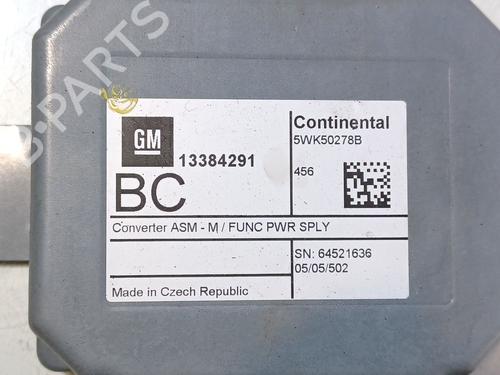 B-PARTS
GM
13384291
BC
Continental
5WK50278B
456
Converter ASM - M / FUNC PWR SPLY
SN: 64521636
05/05/502
Made in Czech Republic